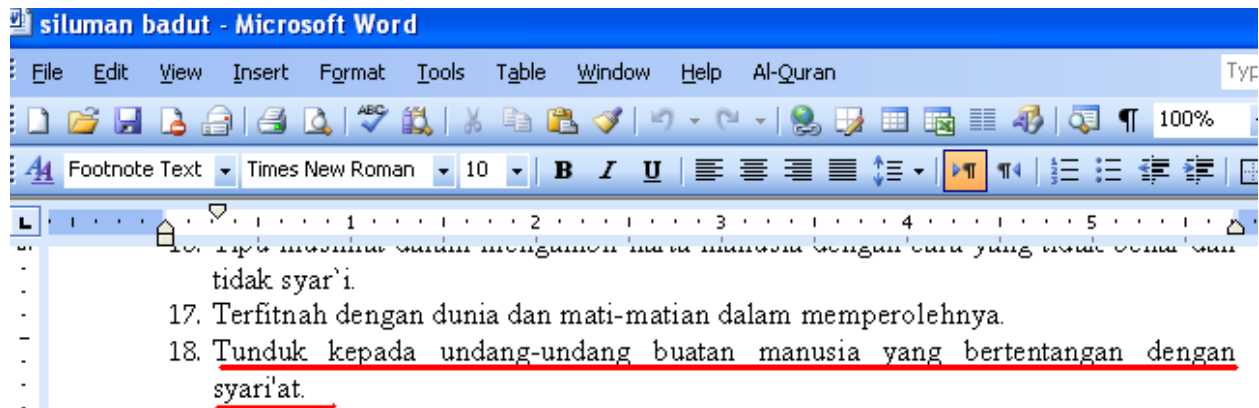 siluman badut - Microsoft Word
File Edit View Insert Format Tools Table Window Help Al-Quran Typ
100%
Footnote Text Times New Roman 10 B I U
1 2 3 4 5
tidak syar`i.
17. Terfitnah dengan dunia dan mati-matian dalam memperolehnya.
18. Tunduk kepada undang-undang buatan manusia yang bertentangan dengan
syari'at.